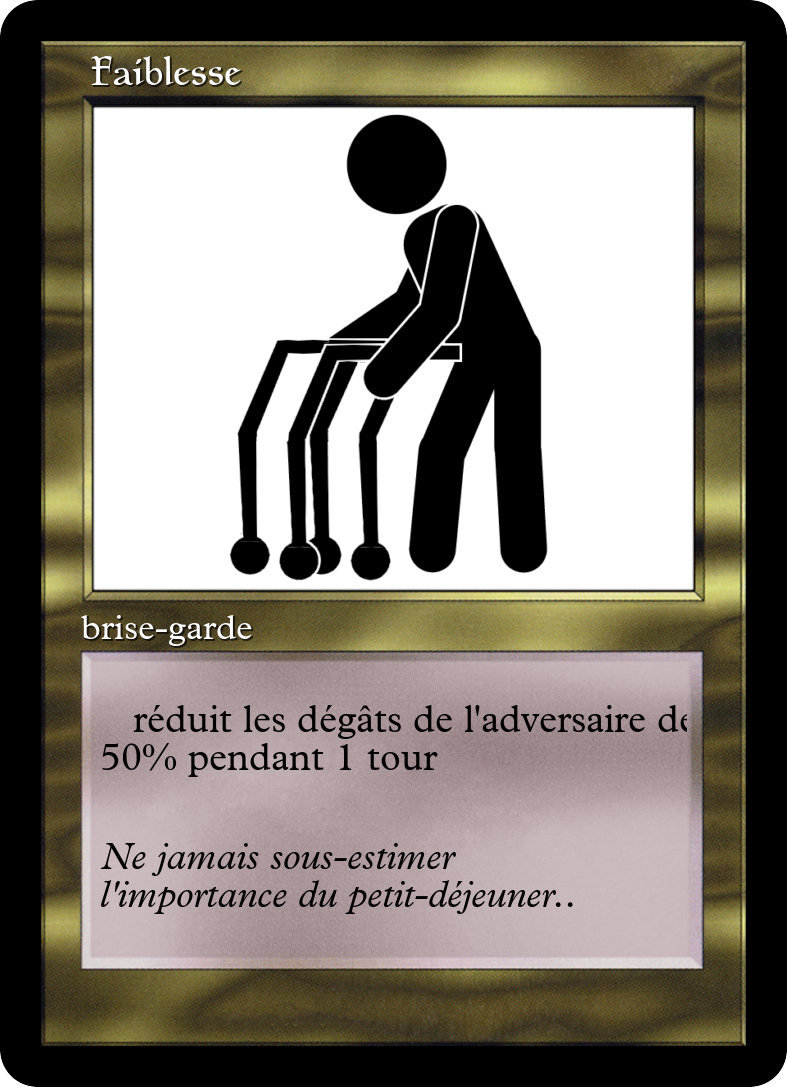 Faiblesse
brise-garde
réduit les dégâts de l'adversaire de
50% pendant 1 tour
Ne jamais sous-estimer
l'importance du petit-déjeuner..